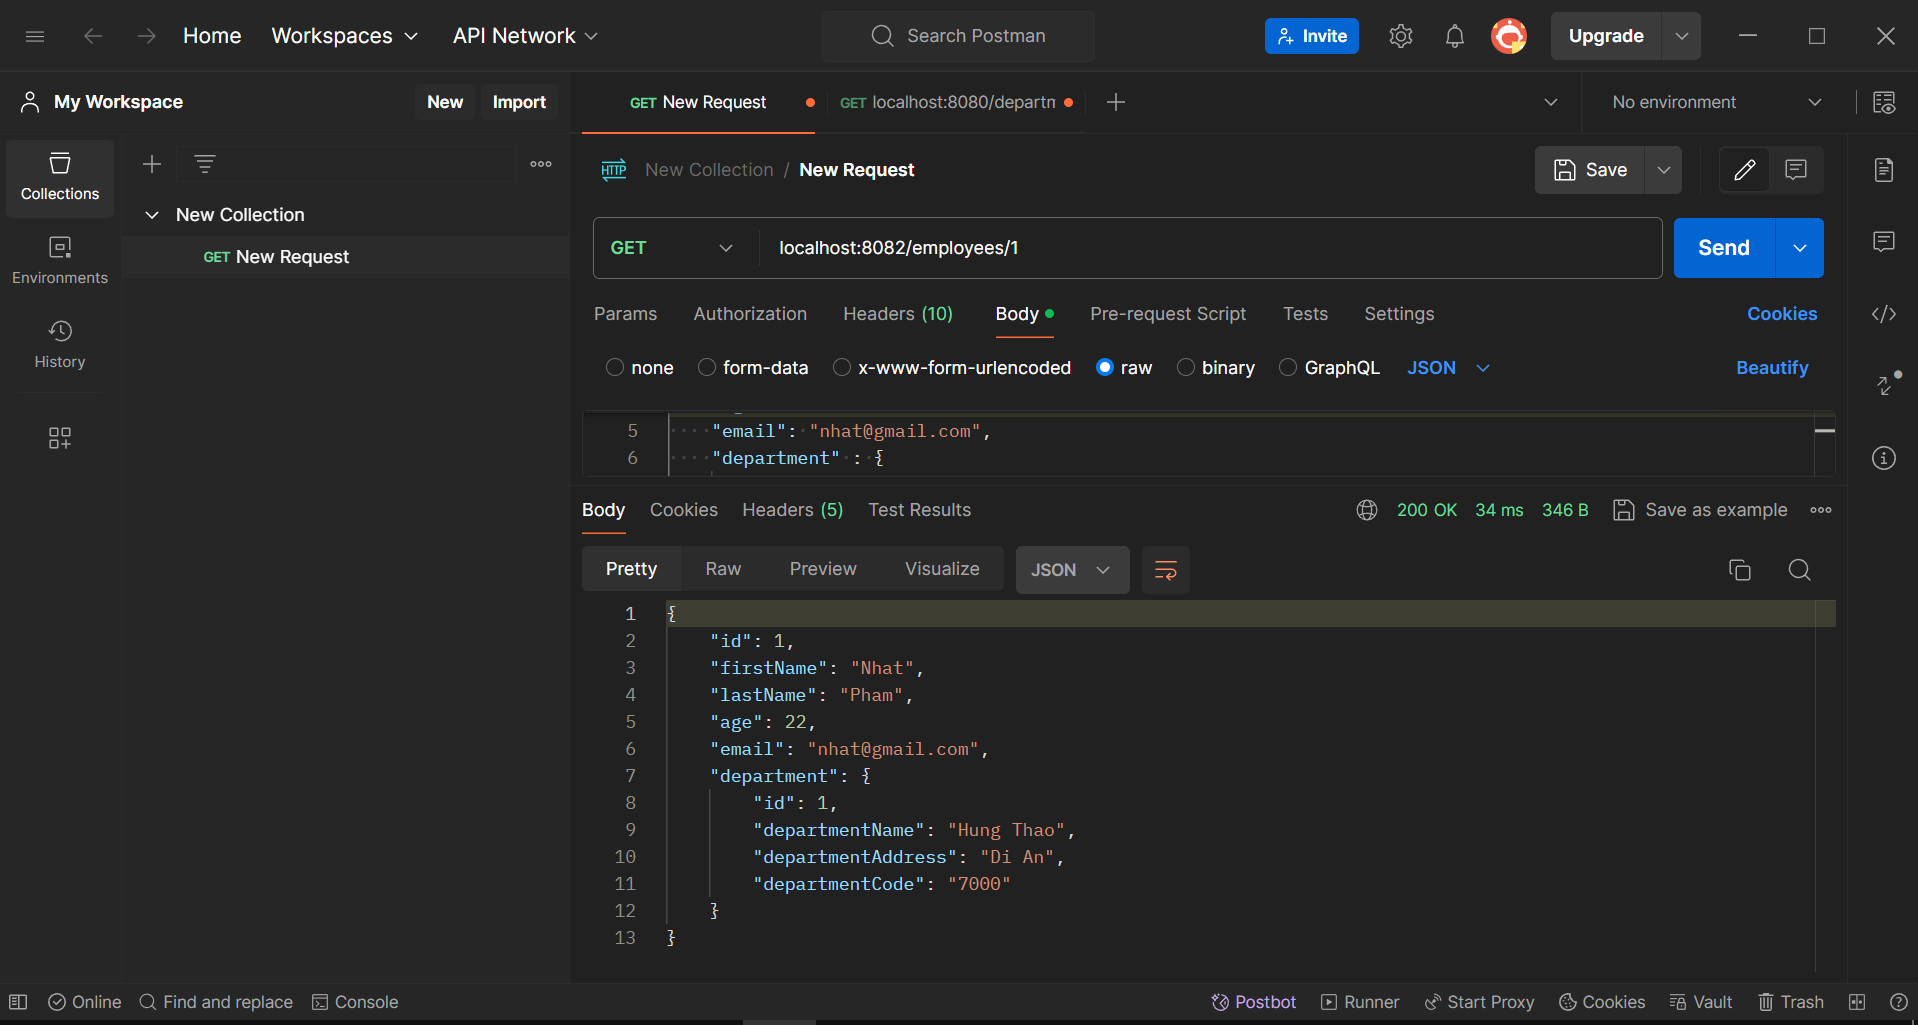 Home Workspaces API Network Search Postman Invite Upgrade
My Workspace New Import GET New Request GET localhost:8080/departm No environment
HTTP New Collection / New Request Save
Collections
New Collection
GET New Request
GET localhost:8082/employees/1 Send
Environments
Params Authorization Headers (10) Body Pre-request Script Tests Settings Cookies
History
none form-data x-www-form-urlencoded raw binary GraphQL JSON Beautify
5 "email": "nhat@gmail.com",
6 "department" : {
Body Cookies Headers (5) Test Results 200 OK 34 ms 346 B Save as example
Pretty Raw Preview Visualize JSON
1 {
2 "id": 1,
3 "firstName": "Nhat",
4 "lastName": "Pham",
5 "age": 22,
6 "email": "nhat@gmail.com",
7 "department": {
8 "id": 1,
9 "departmentName": "Hung Thao",
10 "departmentAddress": "Di An",
11 "departmentCode": "7000"
12 }
13 }
Online Find and replace Console Postbot Runner Start Proxy Cookies Vault Trash